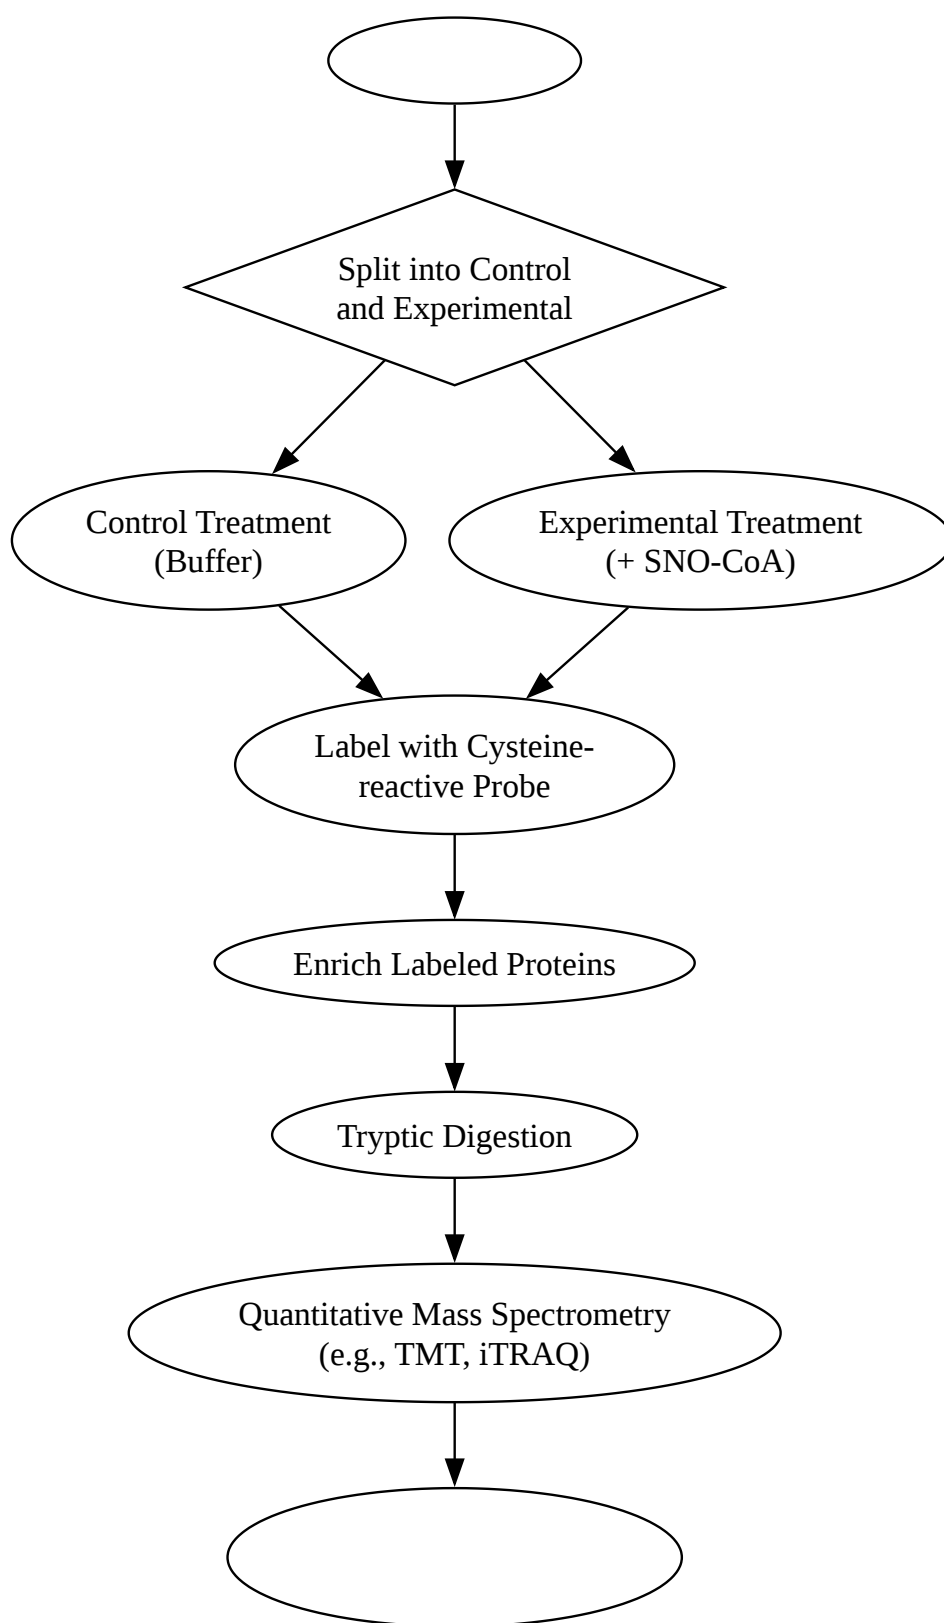 Split into Control
and Experimental
Control Treatment
(Buffer)
Experimental Treatment
(+ SNO-CoA)
Label with Cysteine-
reactive Probe
Enrich Labeled Proteins
Tryptic Digestion
Quantitative Mass Spectrometry
(e.g., TMT, iTRAQ)